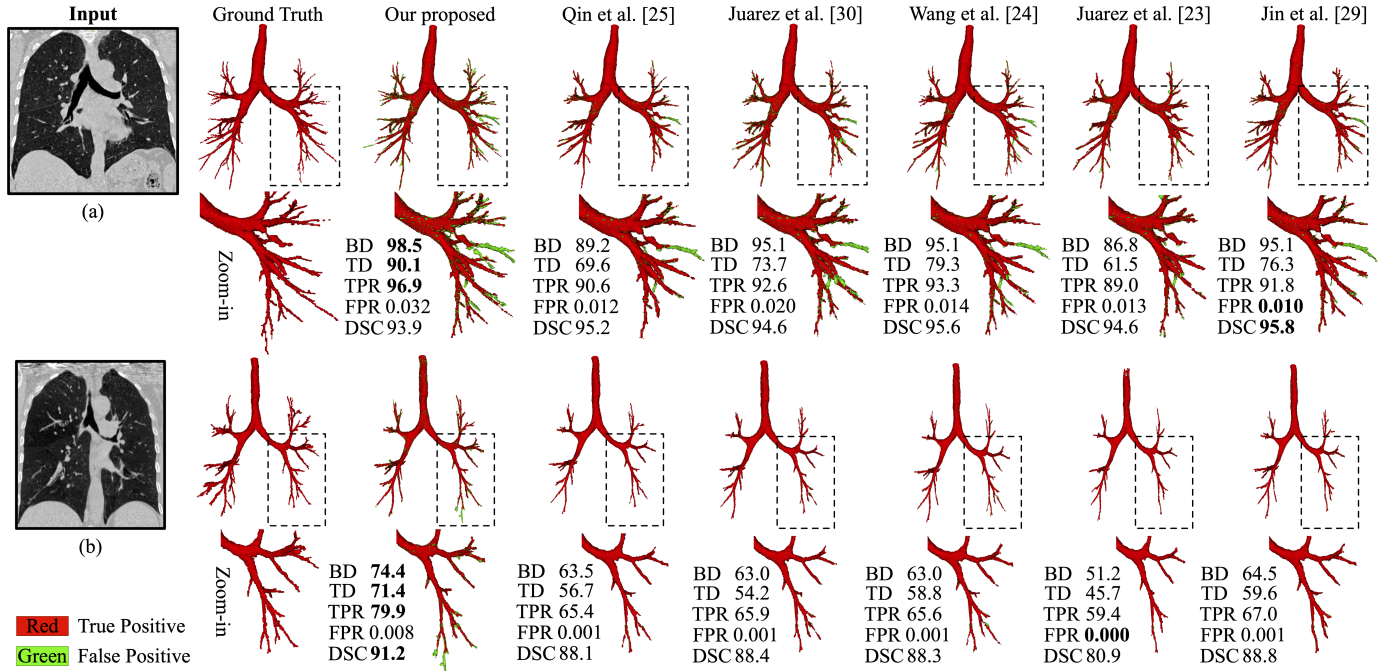 Input
Ground Truth
Our proposed
Qin et al. [25]
Juarez et al. [30]
Wang et al. [24]
Juarez et al. [23]
Jin et al. [29]
(a)
Zoom-in
BD 98.5
TD 90.1
TPR 96.9
FPR 0.032
DSC 93.9
BD 89.2
TD 69.6
TPR 90.6
FPR 0.012
DSC 95.2
BD 95.1
TD 73.7
TPR 92.6
FPR 0.020
DSC 94.6
BD 95.1
TD 79.3
TPR 93.3
FPR 0.014
DSC 95.6
BD 86.8
TD 61.5
TPR 89.0
FPR 0.013
DSC 94.6
BD 95.1
TD 76.3
TPR 91.8
FPR 0.010
DSC 95.8
(b)
Zoom-in
BD 74.4
TD 71.4
TPR 79.9
FPR 0.008
DSC 91.2
BD 63.5
TD 56.7
TPR 65.4
FPR 0.001
DSC 88.1
BD 63.0
TD 54.2
TPR 65.9
FPR 0.001
DSC 88.4
BD 63.0
TD 58.8
TPR 65.6
FPR 0.001
DSC 88.3
BD 51.2
TD 45.7
TPR 59.4
FPR 0.000
DSC 80.9
BD 64.5
TD 59.6
TPR 67.0
FPR 0.001
DSC 88.8
Red True Positive
Green False Positive